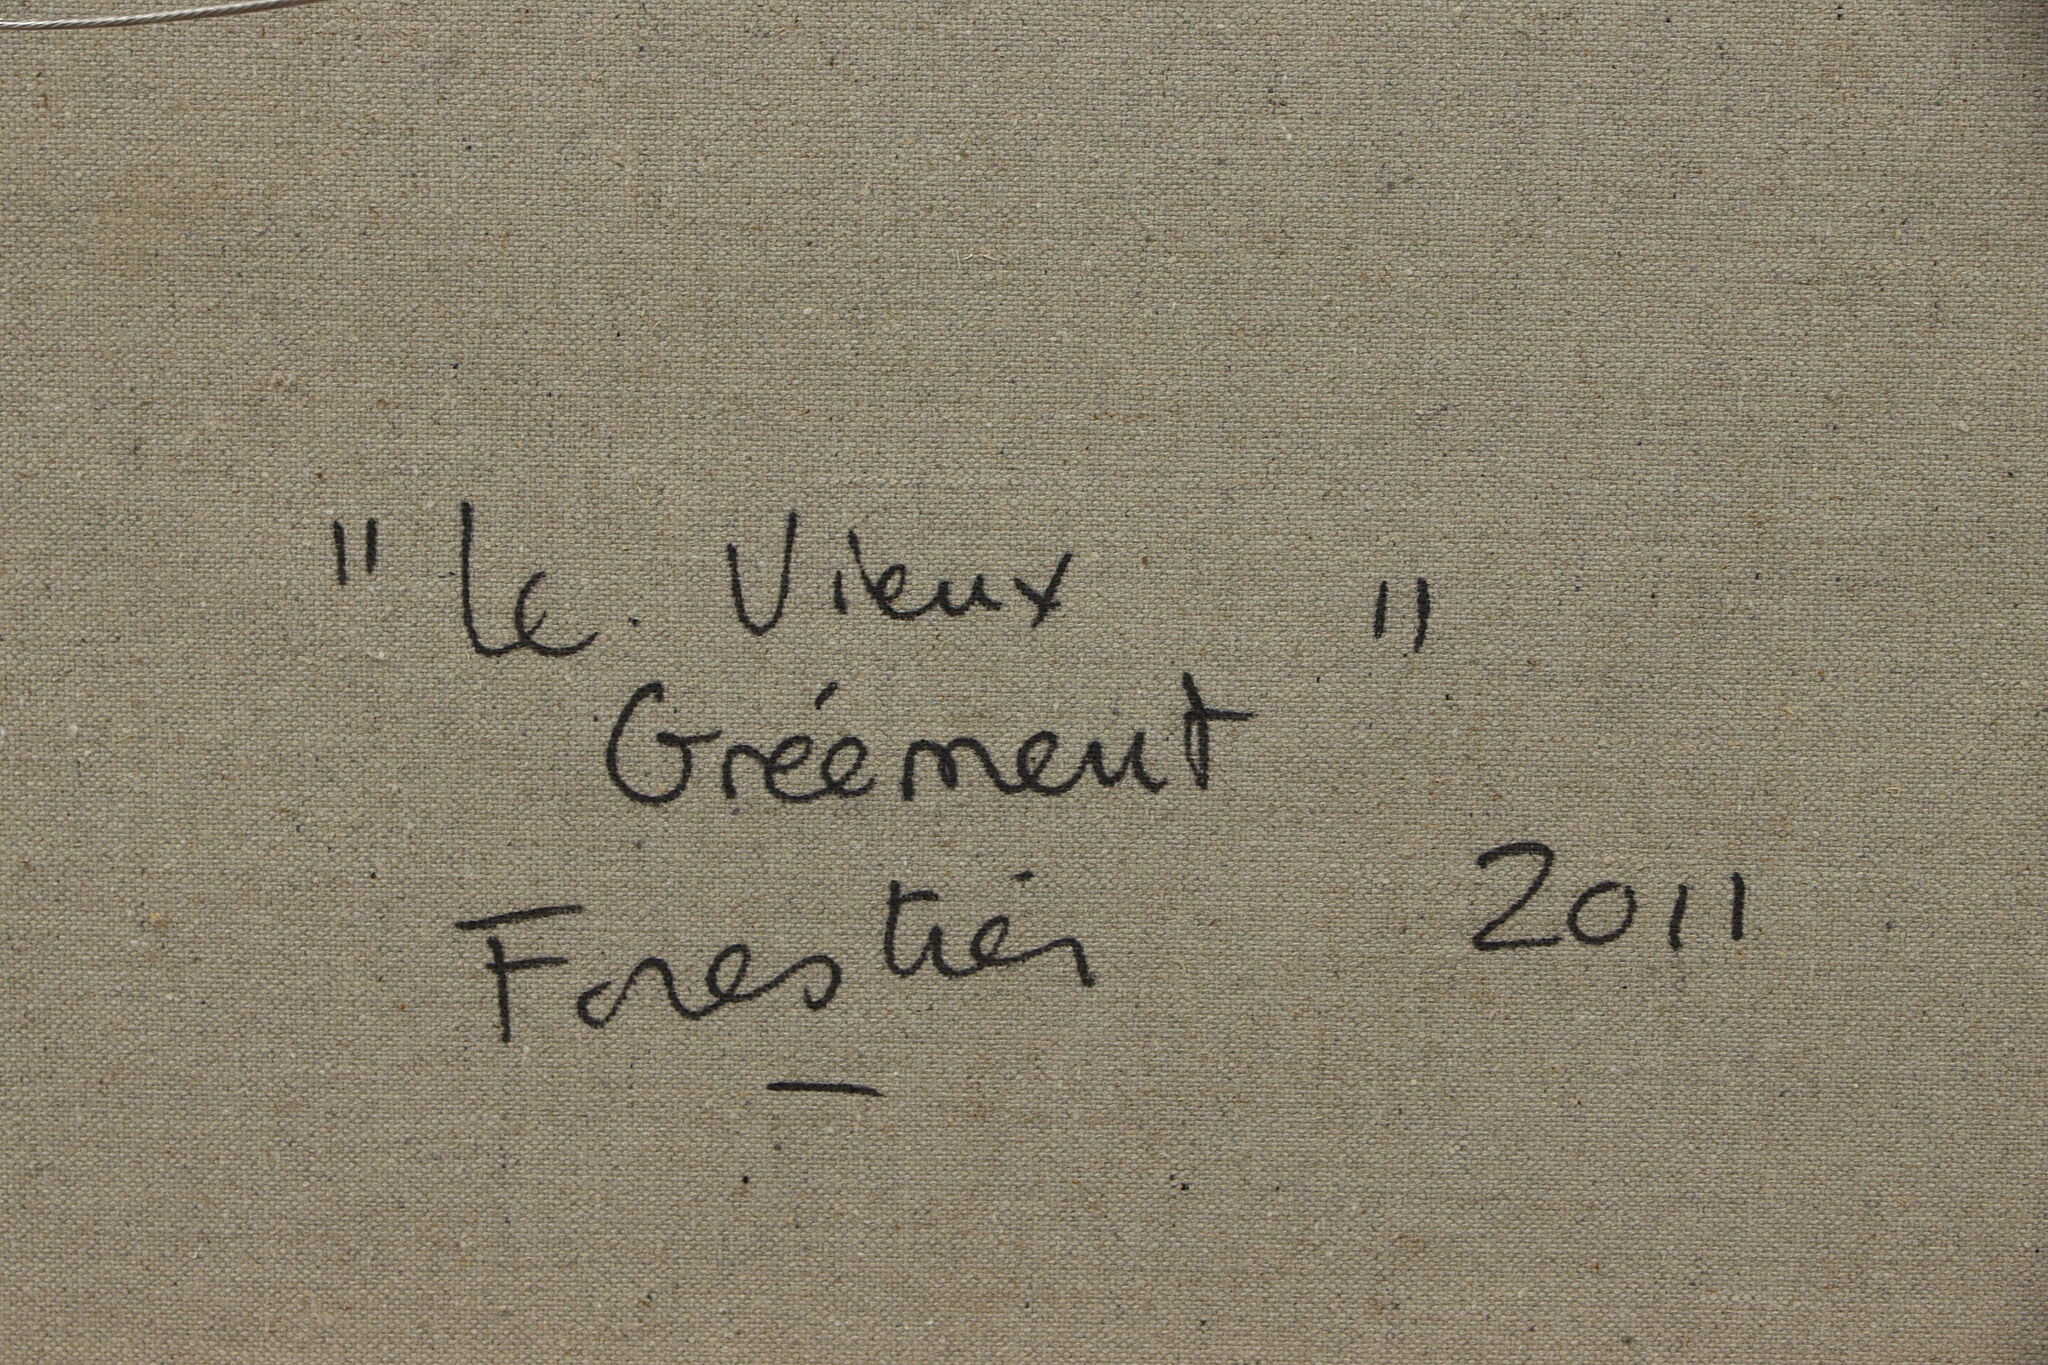 "Le Vieux "
Gréement
Forestier 2011